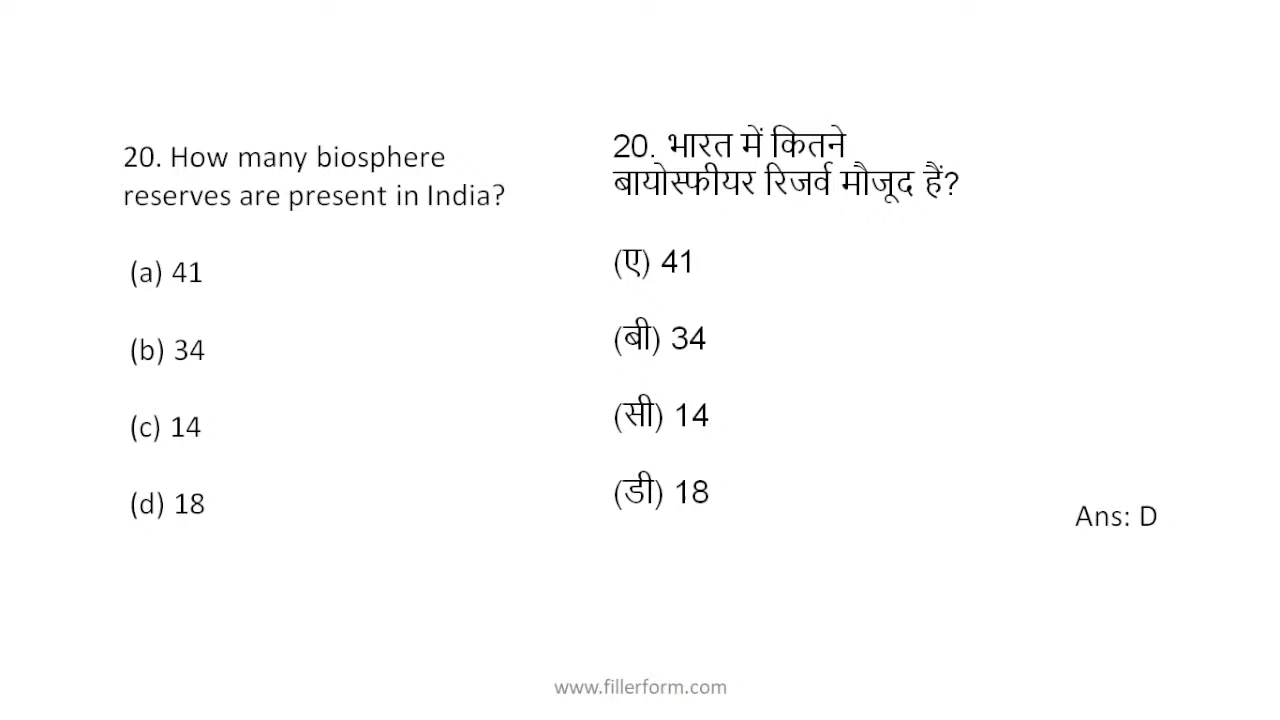 20. How many biosphere
reserves are present in India?
(a) 41
(b) 34
(c) 14
(d) 18
20. भारत में कितने
बायोस्फीयर रिजर्व मौजूद हैं?
(ए) 41
(बी) 34
(सी) 14
(डी) 18
Ans: D
www.fillerform.com